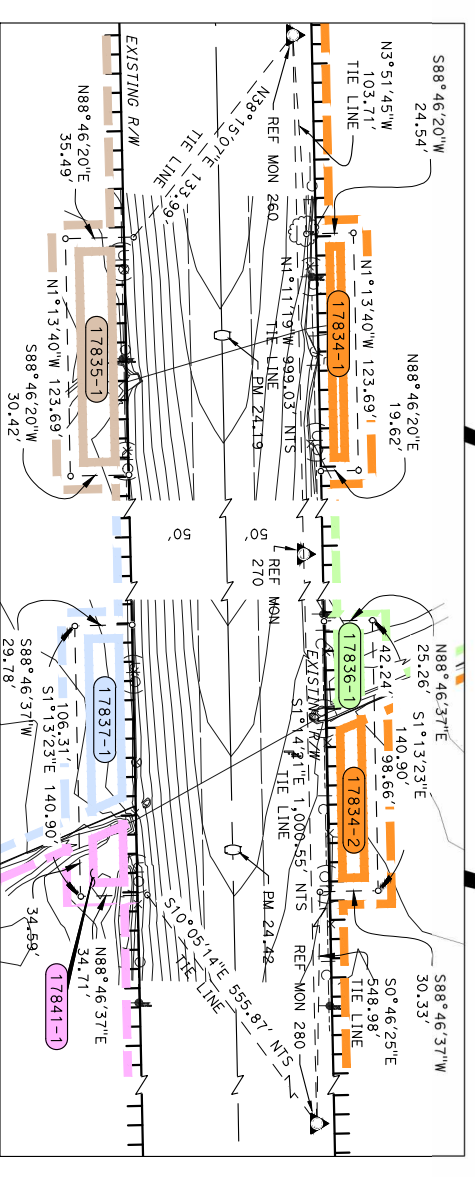 S88°46'20"W
24.54'
N3°51'45"W
103.71'
TIE LINE
N1°13'40"W 123.69'
N88°46'20"E
19.62'
17834-1
REF MON 260
N1°11'19"W 999.03' NTS
TIE LINE
PM 24.19
N38°15'07"E 133.99'
TIE LINE
EXISTING R/W
N88°46'20"E
35.49'
17835-1
N1°13'40"W 123.69'
S88°46'20"W
30.42'
50'
50'
REF MON
270
N88°46'37"E
25.26'
S1°13'23"E
140.90'
42.24'
98.66'
17836-1
17834-2
S88°46'37"W
30.33'
EXISTING R/W
S1°14'21"E 1,000.55' NTS
TIE LINE
S0°46'25"E
548.98'
TIE LINE
REF MON 280
PM 24.42
S10°05'14"E 555.87' NTS
TIE LINE
17837-1
106.31'
S1°13'23"E 140.90'
S88°46'37"W
29.78'
34.59'
N88°46'37"E
34.71'
17841-1